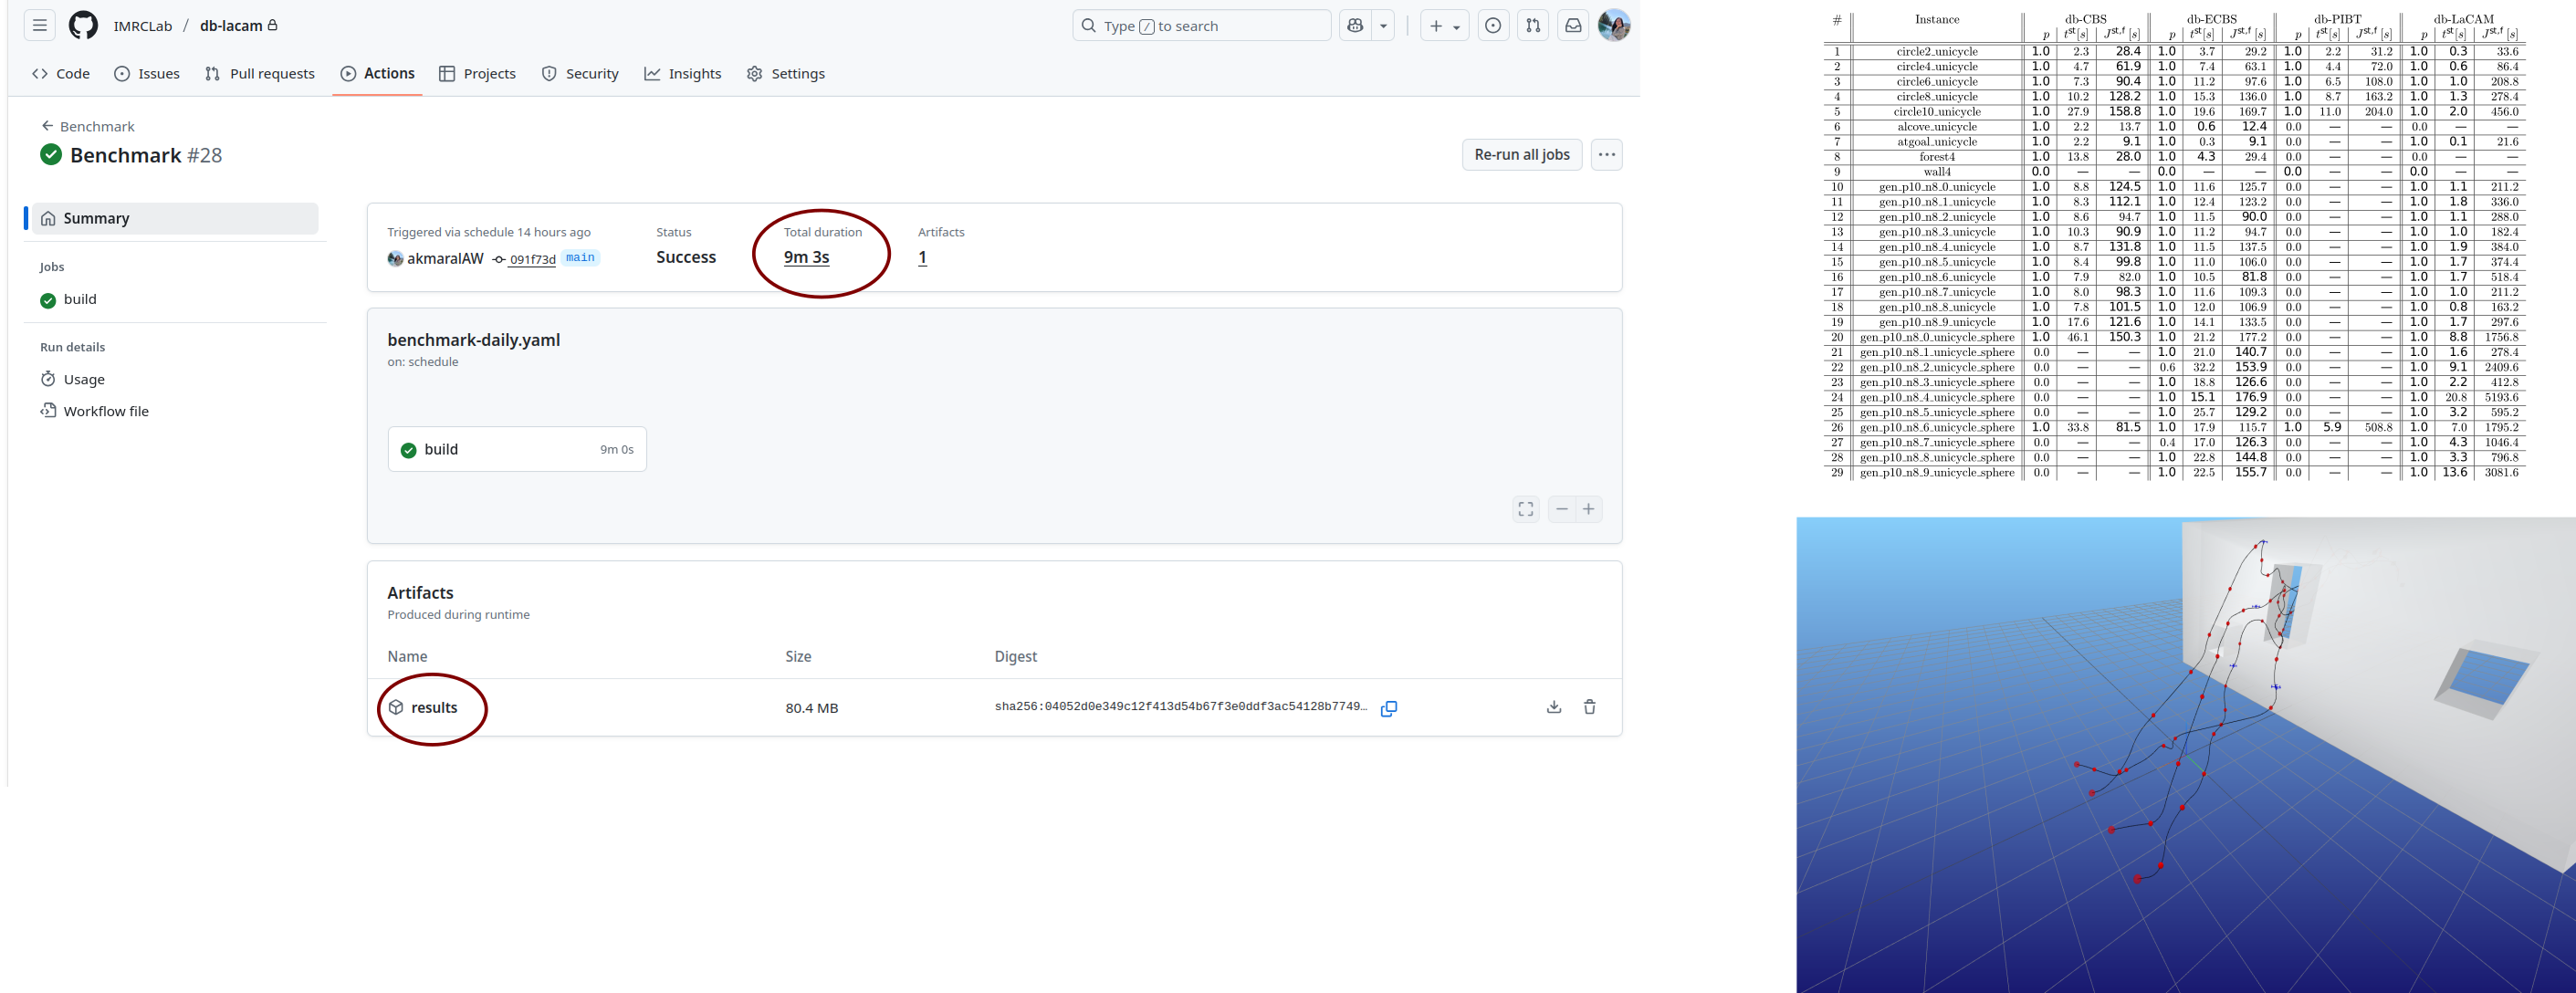 IMRCLab / db-lacam
Type / to search
Code
Issues
Pull requests
Actions
Projects
Security
Insights
Settings
Benchmark
Benchmark #28
Re-run all jobs
Summary
Jobs
build
Run details
Usage
Workflow file
Triggered via schedule 14 hours ago
akmaralAW 091f73d main
Status
Success
Total duration
9m 3s
Artifacts
1
benchmark-daily.yaml
on: schedule
build 9m 0s
Artifacts
Produced during runtime
Name Size Digest
results 80.4 MB sha256:04052d0e349c12f413d54b67f3e0ddf3ac54128b7749…
# Instance db-CBS db-ECBS db-PIBT db-LaCAM
p t^st[s] J^st,f[s] p t^st[s] J^st,f[s] p t^st[s] J^st,f[s] p t^st[s] J^st,f[s]
1 circle2_unicycle 1.0 2.3 28.4 1.0 3.7 29.2 1.0 2.2 31.2 1.0 0.3 33.6
2 circle4_unicycle 1.0 4.7 61.9 1.0 7.4 63.1 1.0 4.4 72.0 1.0 0.6 86.4
3 circle6_unicycle 1.0 7.3 90.4 1.0 11.2 97.6 1.0 6.5 108.0 1.0 1.0 208.8
4 circle8_unicycle 1.0 10.2 128.2 1.0 15.3 136.0 1.0 8.7 163.2 1.0 1.3 278.4
5 circle10_unicycle 1.0 27.9 158.8 1.0 19.6 169.7 1.0 11.0 204.0 1.0 2.0 456.0
6 alcove_unicycle 1.0 2.2 13.7 1.0 0.6 12.4 0.0 — — 0.0 — —
7 atgoal_unicycle 1.0 2.2 9.1 1.0 0.3 9.1 0.0 — — 1.0 0.1 21.6
8 forest4 1.0 13.8 28.0 1.0 4.3 29.4 0.0 — — 0.0 — —
9 wall4 0.0 — — 0.0 — — 0.0 — — 0.0 — —
10 gen_p10_n8_0_unicycle 1.0 8.8 124.5 1.0 11.6 125.7 0.0 — — 1.0 1.1 211.2
11 gen_p10_n8_1_unicycle 1.0 8.3 112.1 1.0 12.4 123.2 0.0 — — 1.0 1.8 336.0
12 gen_p10_n8_2_unicycle 1.0 8.6 94.7 1.0 11.5 90.0 0.0 — — 1.0 1.1 288.0
13 gen_p10_n8_3_unicycle 1.0 10.3 90.9 1.0 11.2 94.7 0.0 — — 1.0 1.0 182.4
14 gen_p10_n8_4_unicycle 1.0 8.7 131.8 1.0 11.5 137.5 0.0 — — 1.0 1.9 384.0
15 gen_p10_n8_5_unicycle 1.0 8.4 99.8 1.0 11.0 106.0 0.0 — — 1.0 1.7 374.4
16 gen_p10_n8_6_unicycle 1.0 7.9 82.0 1.0 10.5 81.8 0.0 — — 1.0 1.7 518.4
17 gen_p10_n8_7_unicycle 1.0 8.0 98.3 1.0 11.6 109.3 0.0 — — 1.0 1.0 211.2
18 gen_p10_n8_8_unicycle 1.0 7.8 101.5 1.0 12.0 106.9 0.0 — — 1.0 0.8 163.2
19 gen_p10_n8_9_unicycle 1.0 17.6 121.6 1.0 14.1 133.5 0.0 — — 1.0 1.7 297.6
20 gen_p10_n8_0_unicycle_sphere 1.0 46.1 150.3 1.0 21.2 177.2 0.0 — — 1.0 8.8 1756.8
21 gen_p10_n8_1_unicycle_sphere 0.0 — — 1.0 21.0 140.7 0.0 — — 1.0 1.6 278.4
22 gen_p10_n8_2_unicycle_sphere 0.0 — — 0.6 32.2 153.9 0.0 — — 1.0 9.1 2409.6
23 gen_p10_n8_3_unicycle_sphere 0.0 — — 1.0 18.8 126.6 0.0 — — 1.0 2.2 412.8
24 gen_p10_n8_4_unicycle_sphere 0.0 — — 1.0 15.1 176.9 0.0 — — 1.0 20.8 5193.6
25 gen_p10_n8_5_unicycle_sphere 0.0 — — 1.0 25.7 129.2 0.0 — — 1.0 3.2 595.2
26 gen_p10_n8_6_unicycle_sphere 1.0 33.8 81.5 1.0 17.9 115.7 1.0 5.9 508.8 1.0 7.0 1795.2
27 gen_p10_n8_7_unicycle_sphere 0.0 — — 0.4 17.0 126.3 0.0 — — 1.0 4.3 1046.4
28 gen_p10_n8_8_unicycle_sphere 0.0 — — 1.0 22.8 144.8 0.0 — — 1.0 3.3 796.8
29 gen_p10_n8_9_unicycle_sphere 0.0 — — 1.0 22.5 155.7 0.0 — — 1.0 13.6 3081.6